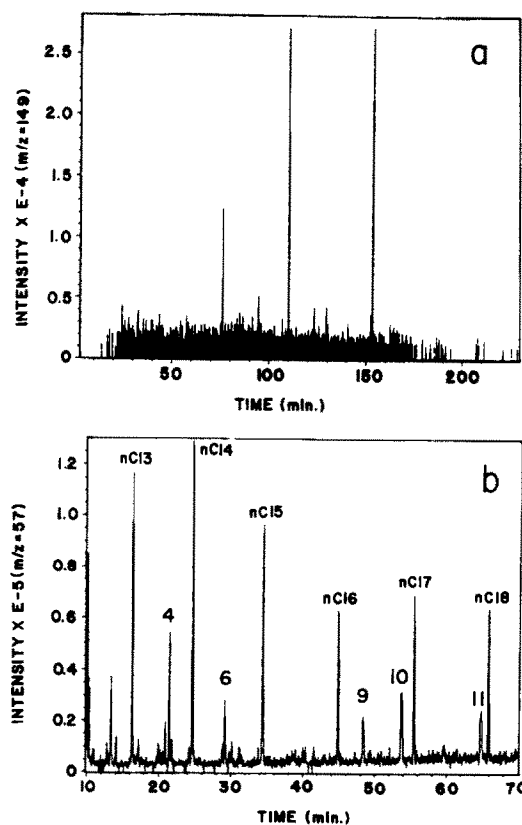 a
INTENSITY X E-4 (m/z=149)
2.5
2.0
1.5
1.0
0.5
0
50 100 150 200
TIME (min.)
b
INTENSITY X E-5 (m/z=57)
1.2
1.0
0.8
0.6
0.4
0.2
0
nC13
4
nC14
6
nC15
nC16
9
10
nC17
11
nC18
10 20 30 40 50 60 70
TIME (min.)